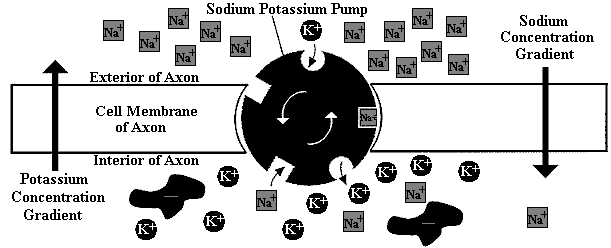 Sodium Potassium Pump
Sodium
Concentration
Gradient
Na+
Na+
Na+
Na+
Na+
Na+
K+
Na+
Na+
Na+
Na+
Na+
Na+
Na+
Na+
Exterior of Axon
Cell Membrane
of Axon
Na+
Interior of Axon
Potassium
Concentration
Gradient
K+
K+
K+
K+
K+
Na+
K+
Na+
K+
K+
Na+
K+
Na+
K+